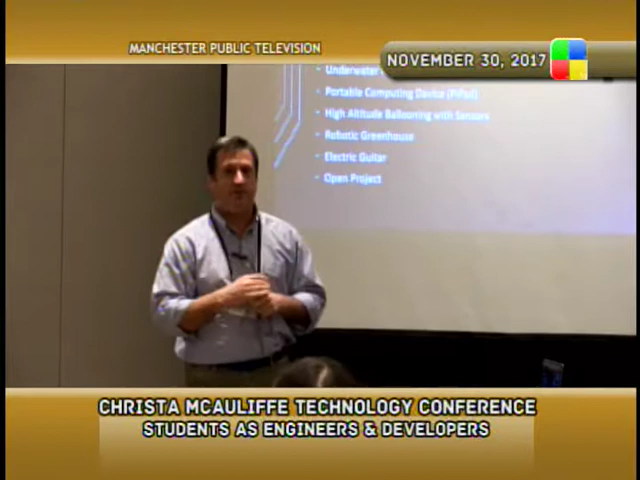 MANCHESTER PUBLIC TELEVISION
NOVEMBER 30, 2017
• Underwater
• Portable Computing Device (PiPad)
• High Altitude Ballooning with Sensors
• Robotic Greenhouse
• Electric Guitar
• Open Project
CHRISTA MCAULIFFE TECHNOLOGY CONFERENCE
STUDENTS AS ENGINEERS & DEVELOPERS